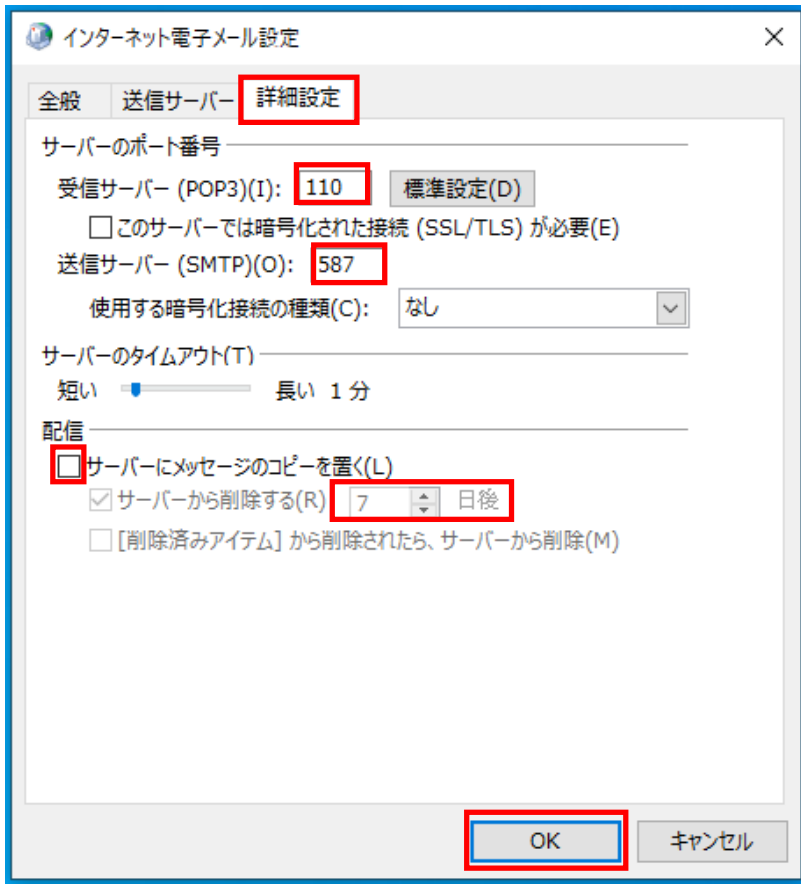 インターネット電子メール設定
全般 送信サーバー 詳細設定
サーバーのポート番号
受信サーバー (POP3)(I): 110 標準設定(D)
このサーバーでは暗号化された接続 (SSL/TLS) が必要(E)
送信サーバー (SMTP)(O): 587
使用する暗号化接続の種類(C): なし
サーバーのタイムアウト(T)
短い 長い 1 分
配信
サーバーにメッセージのコピーを置く(L)
サーバーから削除する(R) 7 日後
[削除済みアイテム] から削除されたら、サーバーから削除(M)
OK キャンセル